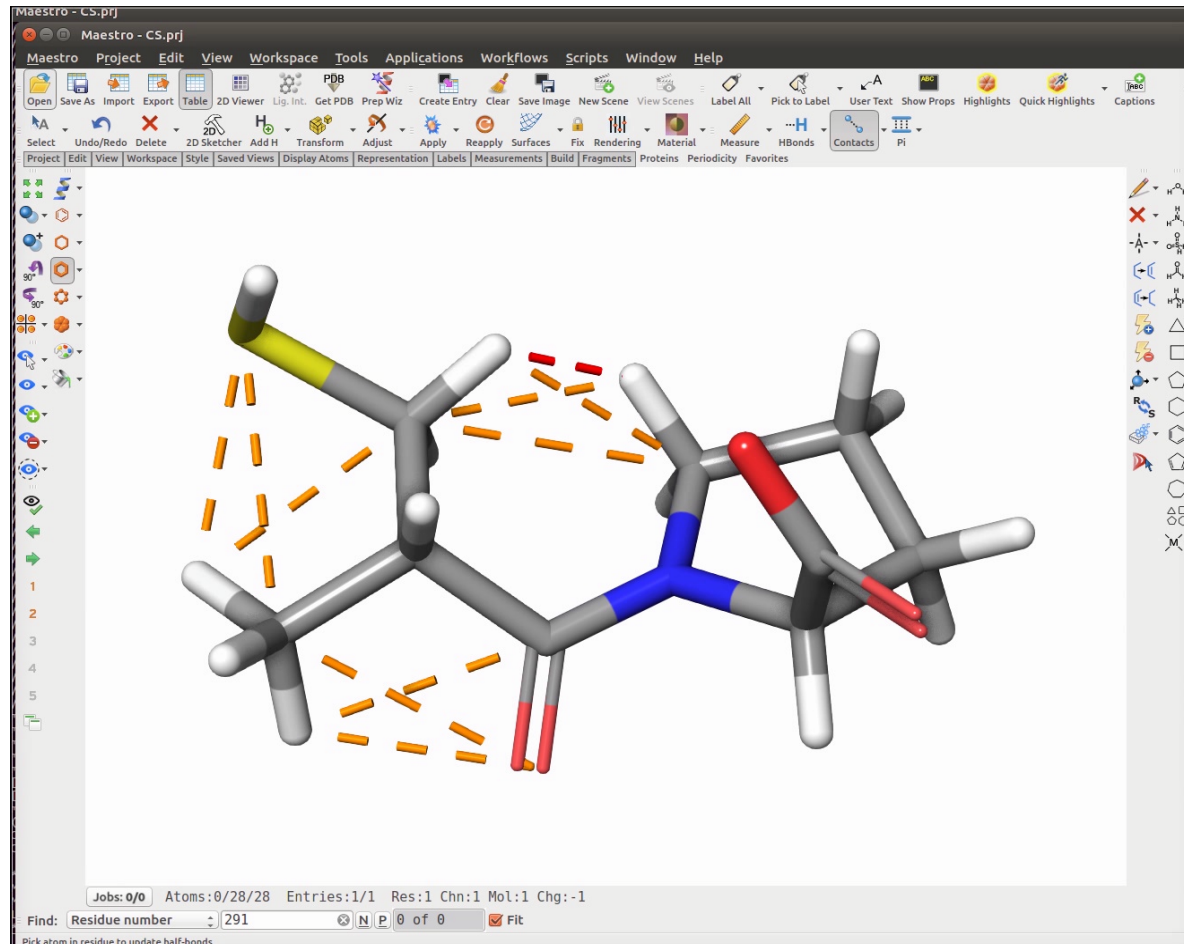 Maestro - CS.prj
Maestro - CS.prj
Maestro Project Edit View Workspace Tools Applications Workflows Scripts Window Help
PDB
ABC
Open Save As Import Export Table 2D Viewer Lig. Int. Get PDB Prep Wiz Create Entry Clear Save Image New Scene View Scenes Label All Pick to Label User Text Show Props Highlights Quick Highlights Captions
Select Undo/Redo Delete 2D Sketcher Add H Transform Adjust Apply Reapply Surfaces Fix Rendering Material Measure HBonds Contacts Pi
Project Edit View Workspace Style Saved Views Display Atoms Representation Labels Measurements Build Fragments Proteins Periodicity Favorites
90°
90°
1
2
3
4
5
Jobs: 0/0 Atoms:0/28/28 Entries:1/1 Res:1 Chn:1 Mol:1 Chg:-1
Find: Residue number 291 N P 0 of 0 Fit
Pick atom in residue to update half-bonds